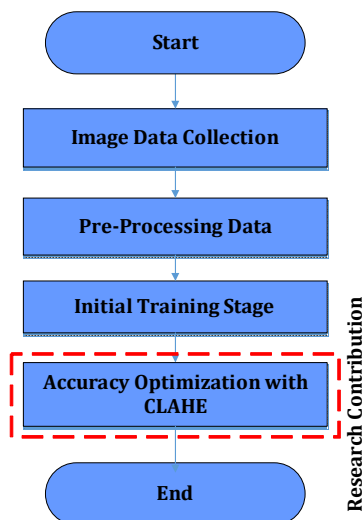 Start
Image Data Collection
Pre-Processing Data
Initial Training Stage
Accuracy Optimization with
CLAHE
Research Contribution
End